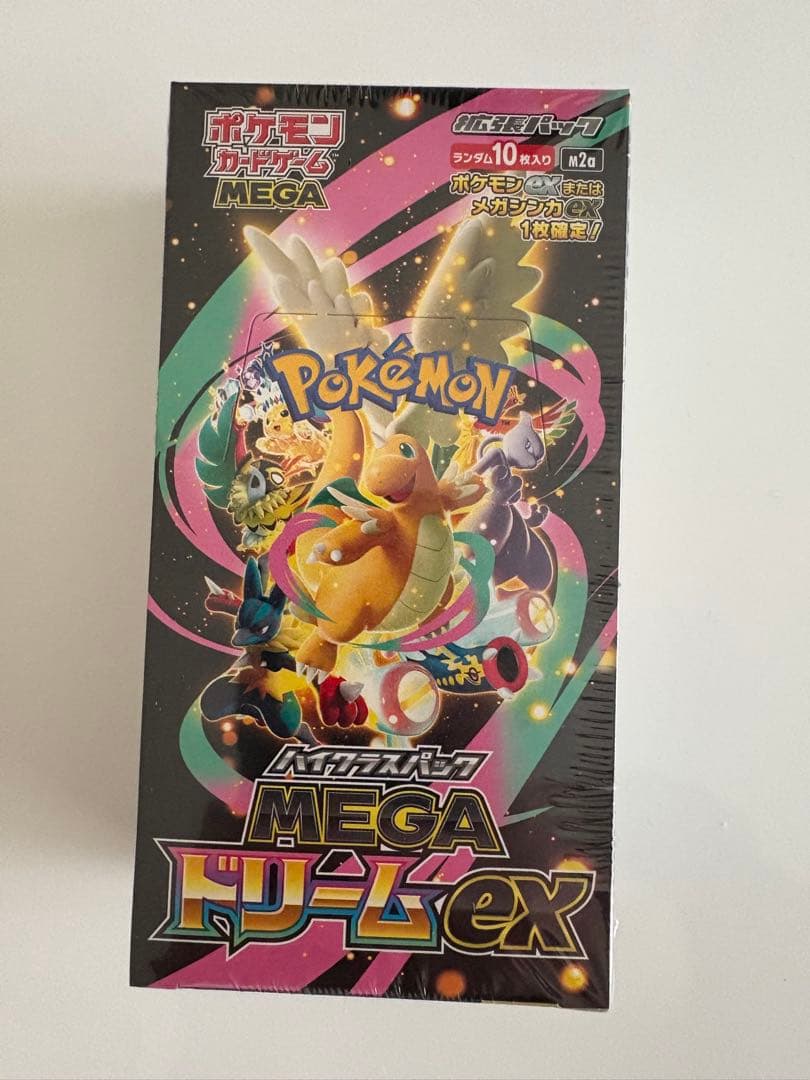 ポケモン
カードゲーム™
MEGA
拡張パック
ランダム10枚入り M2a
ポケモンexまたは
メガシンカex
1枚確定!
POKÉMON
TM
ハイクラスパック
MEGA
ドリームex